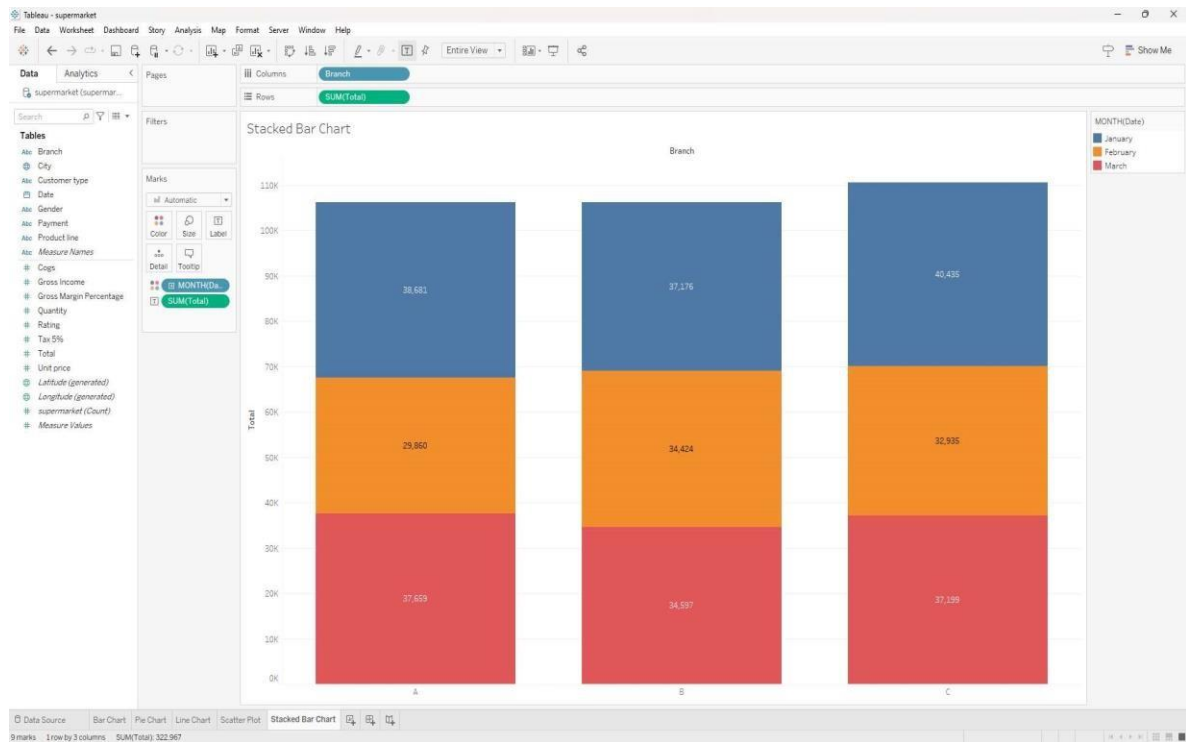 Tableau - supermarket
File Data Worksheet Dashboard Story Analysis Map Format Server Window Help
Entire View
Show Me
Data Analytics
supermarket (supermar...
Search
Tables
Abc Branch
City
Abc Customer type
Date
Abc Gender
Abc Payment
Abc Product line
Abc Measure Names
# Cogs
# Gross Income
# Gross Margin Percentage
# Quantity
# Rating
# Tax 5%
# Total
# Unit price
Latitude (generated)
Longitude (generated)
# supermarket (Count)
# Measure Values
Pages
Filters
Marks
Automatic
Color Size Label
Detail Tooltip
MONTH(Da..
SUM(Total)
Columns Branch
Rows SUM(Total)
Stacked Bar Chart
Branch
Total
110K
100K
90K
80K
70K
60K
50K
40K
30K
20K
10K
0K
38,681 37,176 40,435
29,860 34,424 32,935
37,659 34,597 37,199
A B C
MONTH(Date)
January
February
March
Data Source Bar Chart Pie Chart Line Chart Scatter Plot Stacked Bar Chart
9 marks 1 row by 3 columns SUM(Total): 322,967